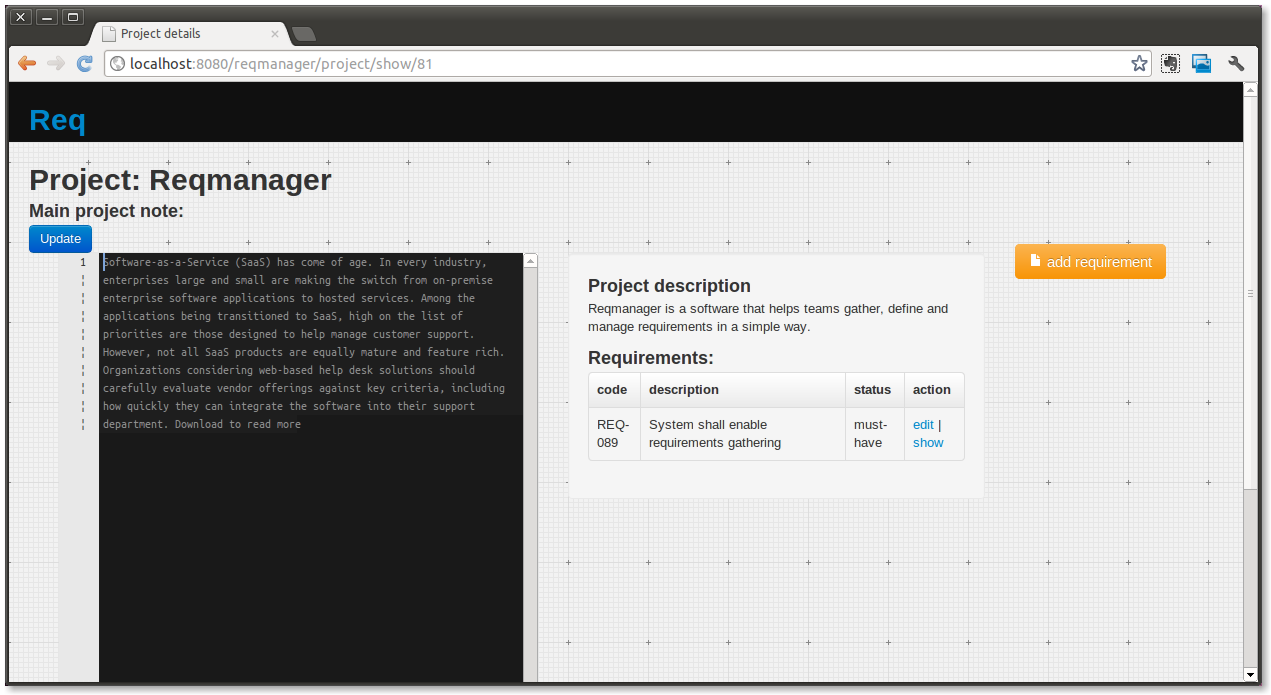 Project details
localhost:8080/reqmanager/project/show/81
Req
Project: Reqmanager
Main project note:
Update
1
Software-as-a-Service (SaaS) has come of age. In every industry,
enterprises large and small are making the switch from on-premise
enterprise software applications to hosted services. Among the
applications being transitioned to SaaS, high on the list of
priorities are those designed to help manage customer support.
However, not all SaaS products are equally mature and feature rich.
Organizations considering web-based help desk solutions should
carefully evaluate vendor offerings against key criteria, including
how quickly they can integrate the software into their support
department. Download to read more
Project description
Reqmanager is a software that helps teams gather, define and
manage requirements in a simple way.
Requirements:
code description status action
REQ-089 System shall enable requirements gathering must-have edit | show
add requirement